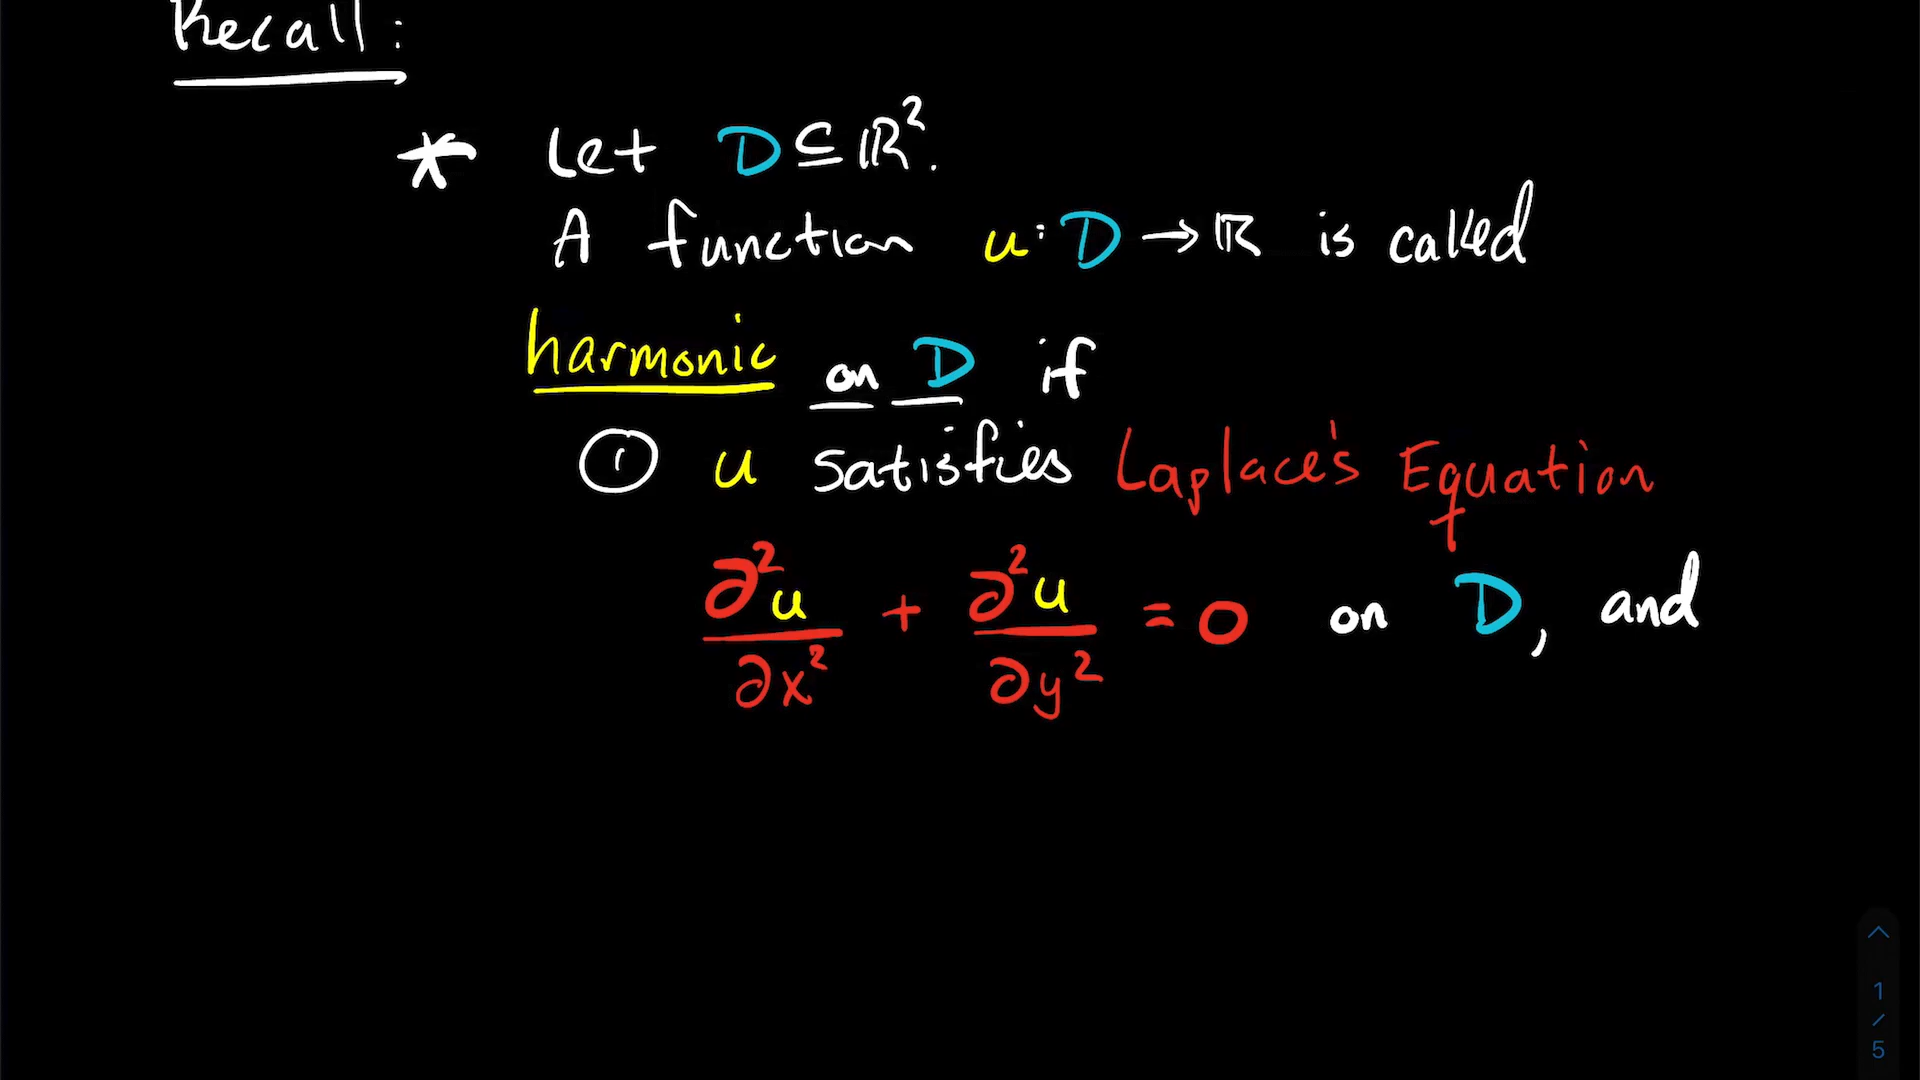 Recall:
* Let D ⊆ ℝ².
A function u: D → ℝ is called
harmonic on D if
① u satisfies Laplace's Equation
∂²u/∂x² + ∂²u/∂y² = 0 on D, and
1
/
5